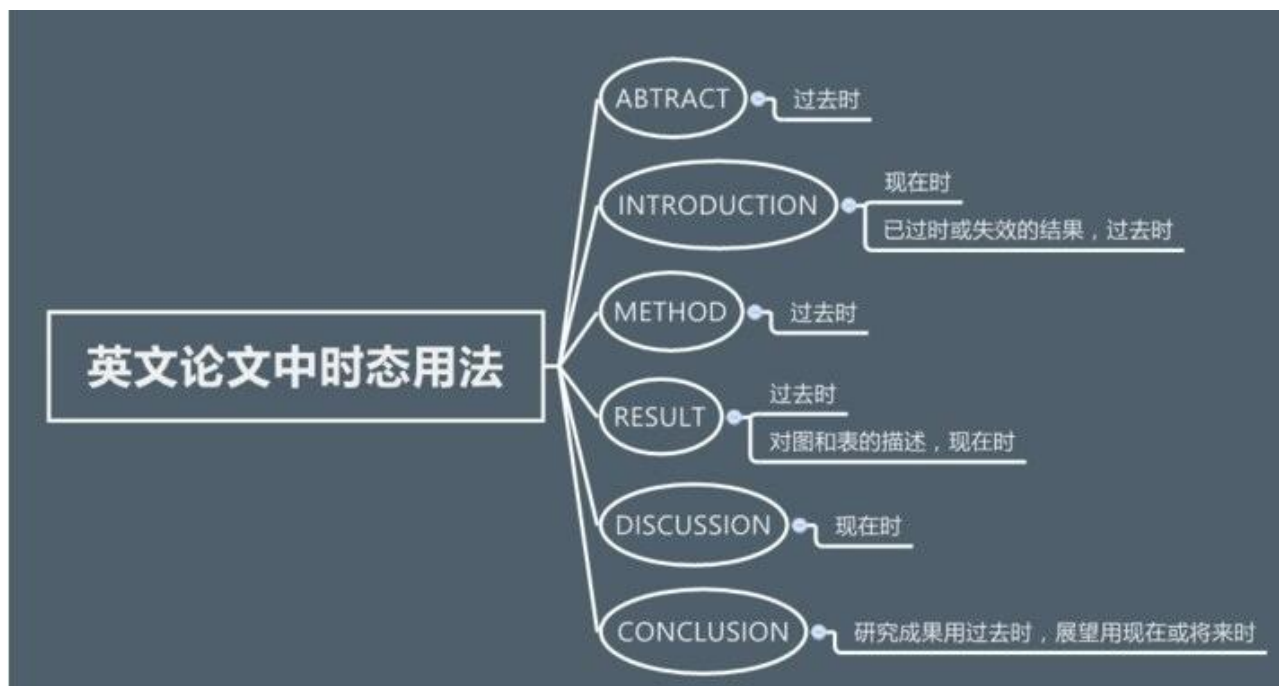 英文论文中时态用法
ABTRACT
过去时
INTRODUCTION
现在时
已过时或失效的结果，过去时
METHOD
过去时
RESULT
过去时
对图和表的描述，现在时
DISCUSSION
现在时
CONCLUSION
研究成果用过去时，展望用现在或将来时